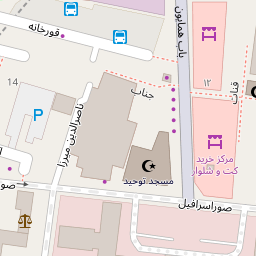 قورخانه
باب همایون
جناب
قنات
14
۱۲
ناصرالدین میرزا
P
مرکز خرید
کت و شلوار
مسجد توحید
صوراسرافیل
صو